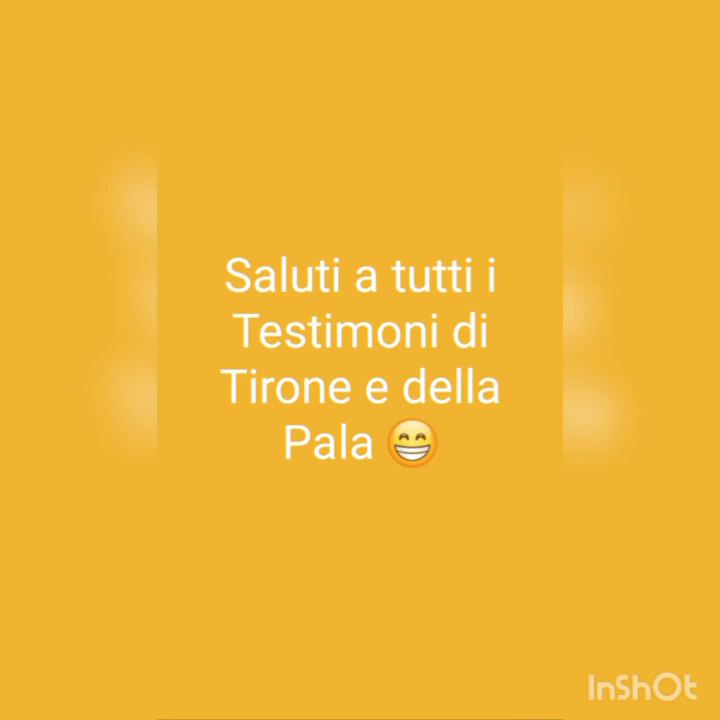 Saluti a tutti i
Testimoni di
Tirone e della
Pala 😁
InShOt